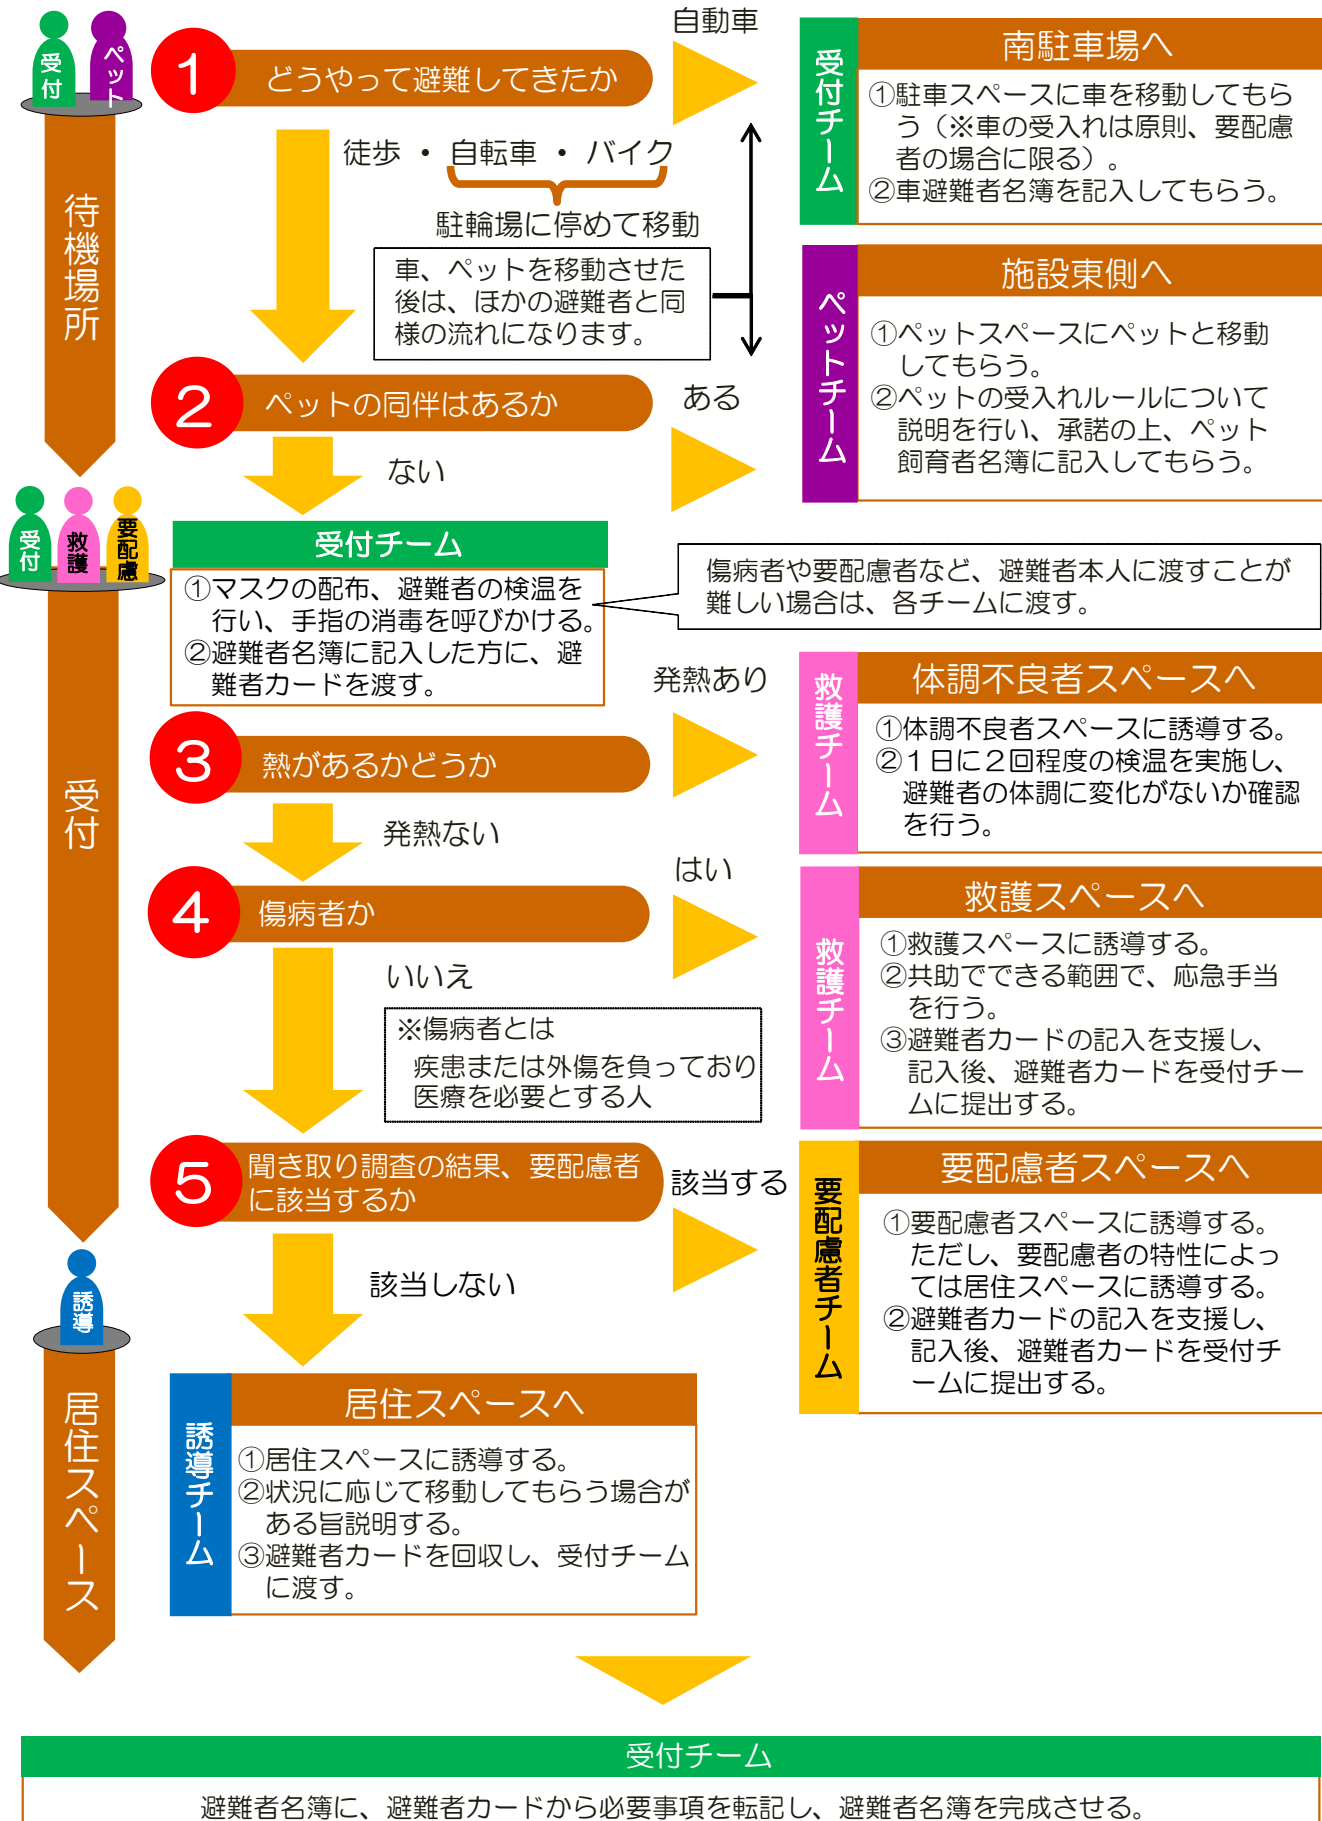 受付
ペット
待機場所
1
どうやって避難してきたか
自動車
徒歩 ・ 自転車 ・ バイク
駐輪場に停めて移動
車、ペットを移動させた
後は、ほかの避難者と同
様の流れになります。
受付チーム
南駐車場へ
①駐車スペースに車を移動してもら
う（※車の受入れは原則、要配慮
者の場合に限る）。
②車避難者名簿を記入してもらう。
2
ペットの同伴はあるか
ある
ない
ペットチーム
施設東側へ
①ペットスペースにペットと移動
してもらう。
②ペットの受入れルールについて
説明を行い、承諾の上、ペット
飼育者名簿に記入してもらう。
受付
救護
要配慮
受付
受付チーム
①マスクの配布、避難者の検温を
行い、手指の消毒を呼びかける。
②避難者名簿に記入した方に、避
難者カードを渡す。
傷病者や要配慮者など、避難者本人に渡すことが
難しい場合は、各チームに渡す。
3
熱があるかどうか
発熱あり
発熱ない
救護チーム
体調不良者スペースへ
①体調不良者スペースに誘導する。
②１日に２回程度の検温を実施し、
避難者の体調に変化がないか確認
を行う。
4
傷病者か
はい
いいえ
※傷病者とは
疾患または外傷を負っており
医療を必要とする人
救護チーム
救護スペースへ
①救護スペースに誘導する。
②共助でできる範囲で、応急手当
を行う。
③避難者カードの記入を支援し、
記入後、避難者カードを受付チー
ムに提出する。
5
聞き取り調査の結果、要配慮者
に該当するか
該当する
該当しない
要配慮者チーム
要配慮者スペースへ
①要配慮者スペースに誘導する。
ただし、要配慮者の特性によっ
ては居住スペースに誘導する。
②避難者カードの記入を支援し、
記入後、避難者カードを受付チ
ームに提出する。
誘導
居住スペース
誘導チーム
居住スペースへ
①居住スペースに誘導する。
②状況に応じて移動してもらう場合が
ある旨説明する。
③避難者カードを回収し、受付チーム
に渡す。
受付チーム
避難者名簿に、避難者カードから必要事項を転記し、避難者名簿を完成させる。